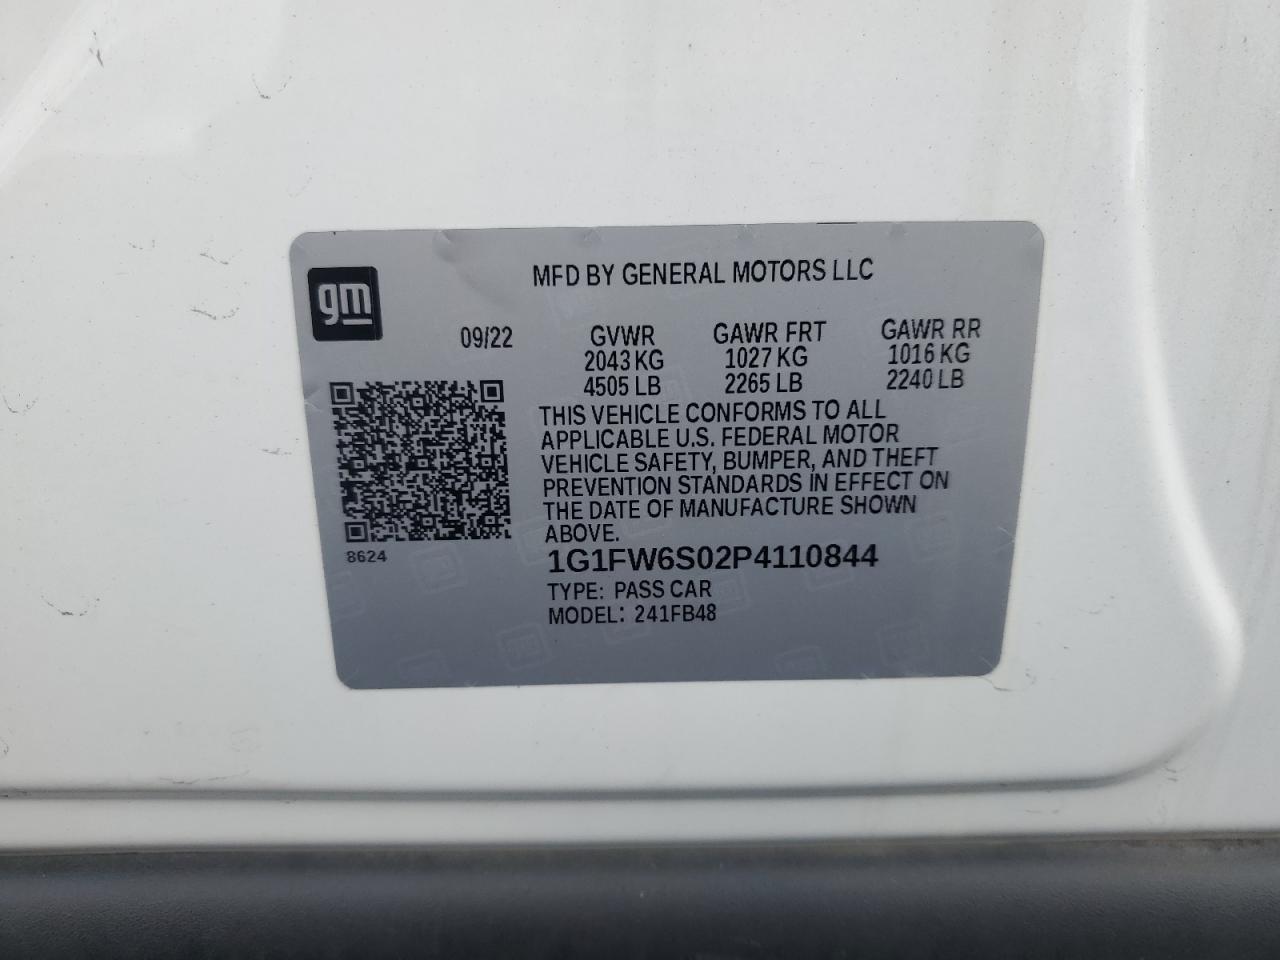 gm
MFD BY GENERAL MOTORS LLC
09/22 GVWR GAWR FRT GAWR RR
2043 KG 1027 KG 1016 KG
4505 LB 2265 LB 2240 LB
THIS VEHICLE CONFORMS TO ALL
APPLICABLE U.S. FEDERAL MOTOR
VEHICLE SAFETY, BUMPER, AND THEFT
PREVENTION STANDARDS IN EFFECT ON
THE DATE OF MANUFACTURE SHOWN
ABOVE.
8624
1G1FW6S02P4110844
TYPE: PASS CAR
MODEL: 241FB48